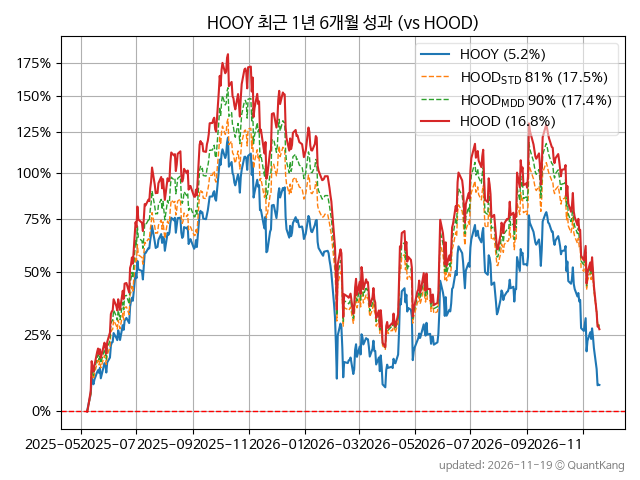 HOOY 최근 1년 6개월 성과 (vs HOOD)
HOOY (5.2%)
HOOD_STD 81% (17.5%)
HOOD_MDD 90% (17.4%)
HOOD (16.8%)
175%
150%
125%
100%
75%
50%
25%
0%
2025-05 2025-07 2025-09 2025-11 2026-01 2026-03 2026-05 2026-07 2026-09 2026-11
updated: 2026-11-19 © QuantKang